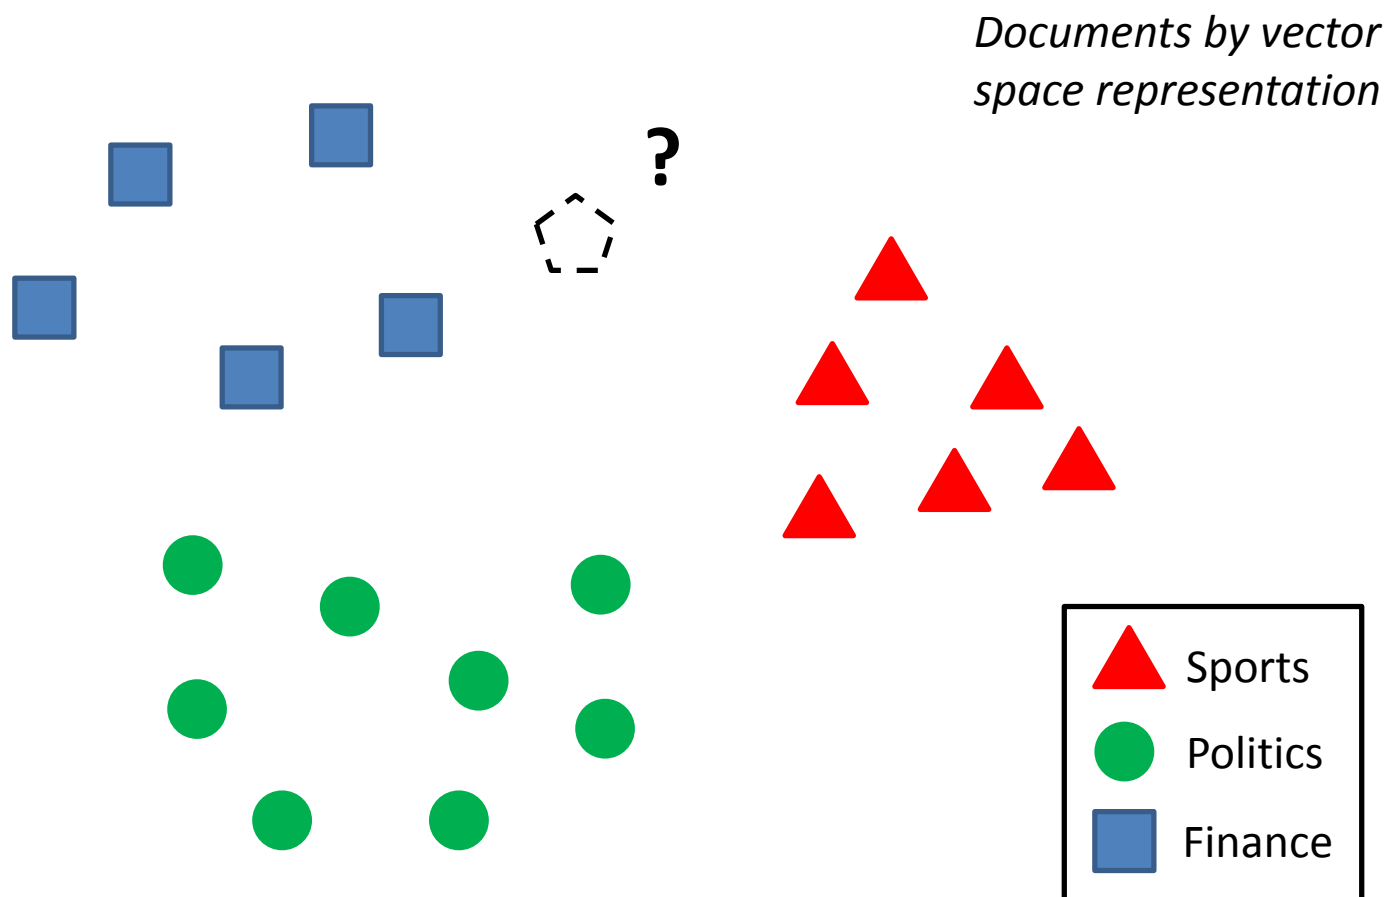 Documents by vector
space representation
?
Sports
Politics
Finance